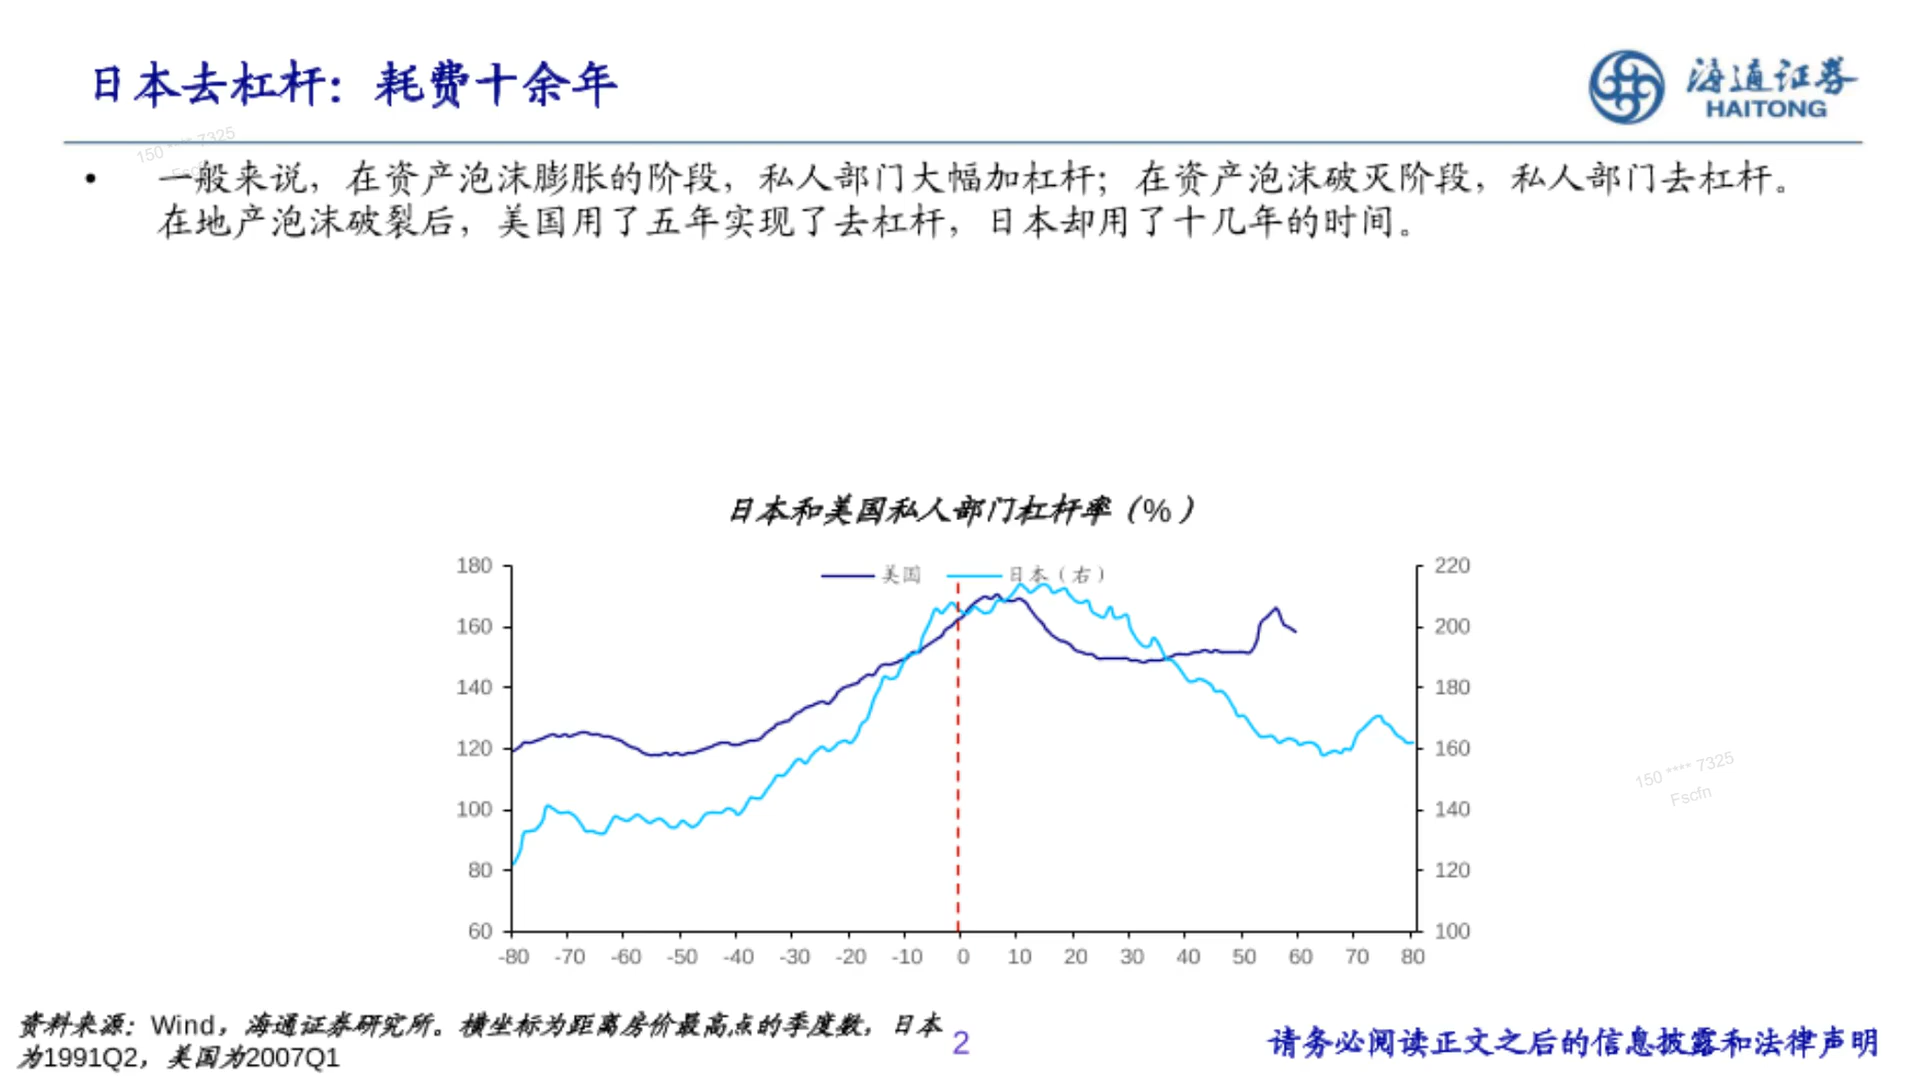 日本去杠杆：耗费十余年
海通证券
HAITONG
150 **** 7325
• 一般来说，在资产泡沫膨胀的阶段，私人部门大幅加杠杆；在资产泡沫破灭阶段，私人部门去杠杆。
在地产泡沫破裂后，美国用了五年实现了去杠杆，日本却用了十几年的时间。
日本和美国私人部门杠杆率（%）
美国 日本（右）
180 220
160 200
140 180
120 160
100 140
80 120
60 100
-80 -70 -60 -50 -40 -30 -20 -10 0 10 20 30 40 50 60 70 80
150 **** 7325
Fscfn
资料来源：Wind，海通证券研究所。横坐标为距离房价最高点的季度数，日本
为1991Q2，美国为2007Q1
2
请务必阅读正文之后的信息披露和法律声明